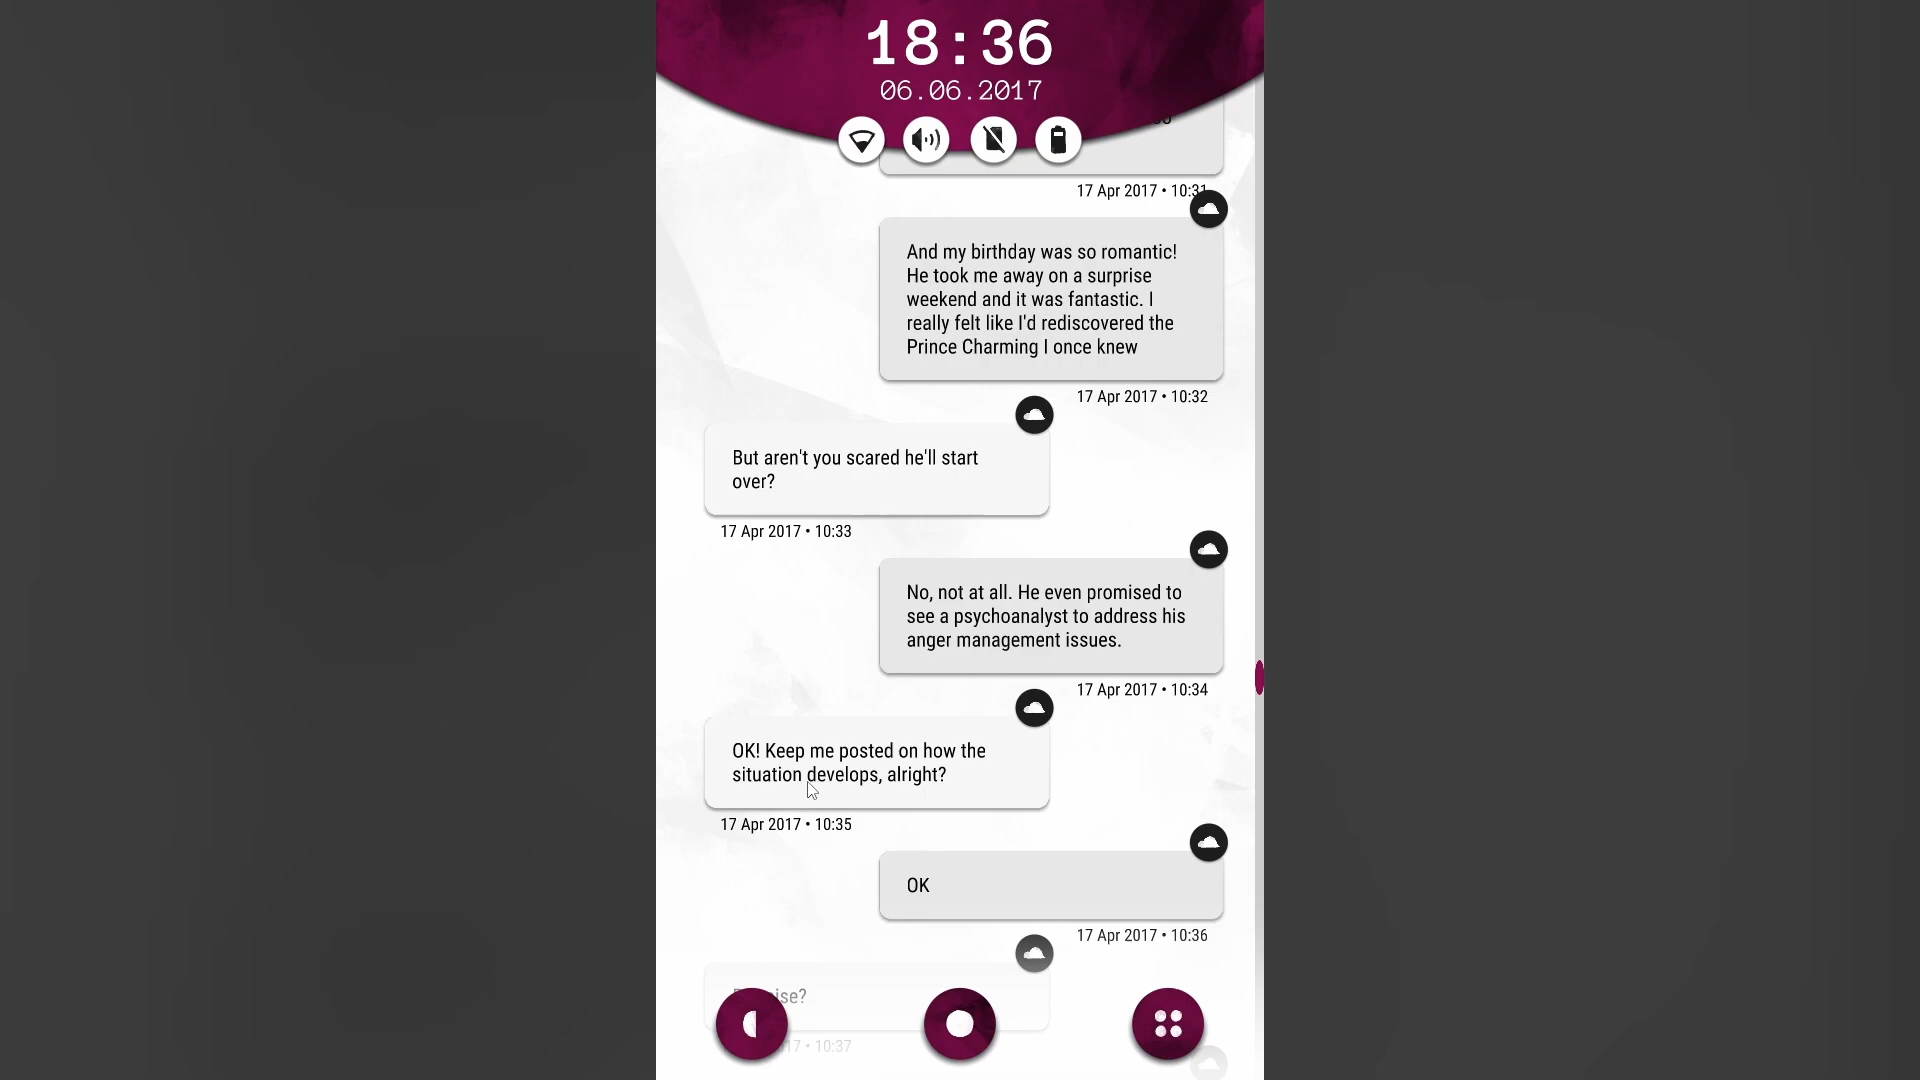 18:36
06.06.2017
17 Apr 2017 • 10:31
And my birthday was so romantic!
He took me away on a surprise
weekend and it was fantastic. I
really felt like I'd rediscovered the
Prince Charming I once knew
17 Apr 2017 • 10:32
But aren't you scared he'll start
over?
17 Apr 2017 • 10:33
No, not at all. He even promised to
see a psychoanalyst to address his
anger management issues.
17 Apr 2017 • 10:34
OK! Keep me posted on how the
situation develops, alright?
17 Apr 2017 • 10:35
OK
17 Apr 2017 • 10:36
17 • 10:37